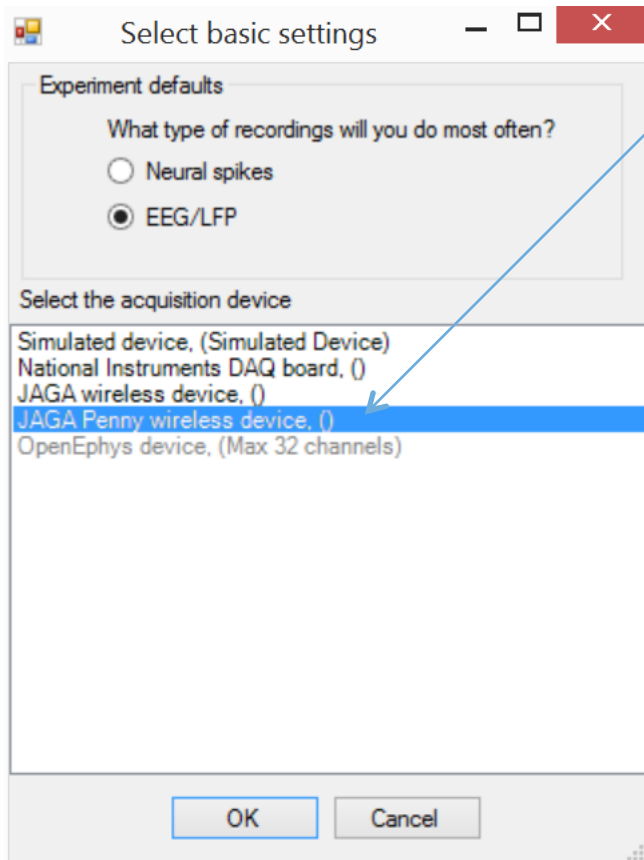 Select basic settings
Experiment defaults
What type of recordings will you do most often?
Neural spikes
EEG/LFP
Select the acquisition device
Simulated device, (Simulated Device)
National Instruments DAQ board, ()
JAGA wireless device, ()
JAGA Penny wireless device, ()
OpenEphys device, (Max 32 channels)
OK
Cancel